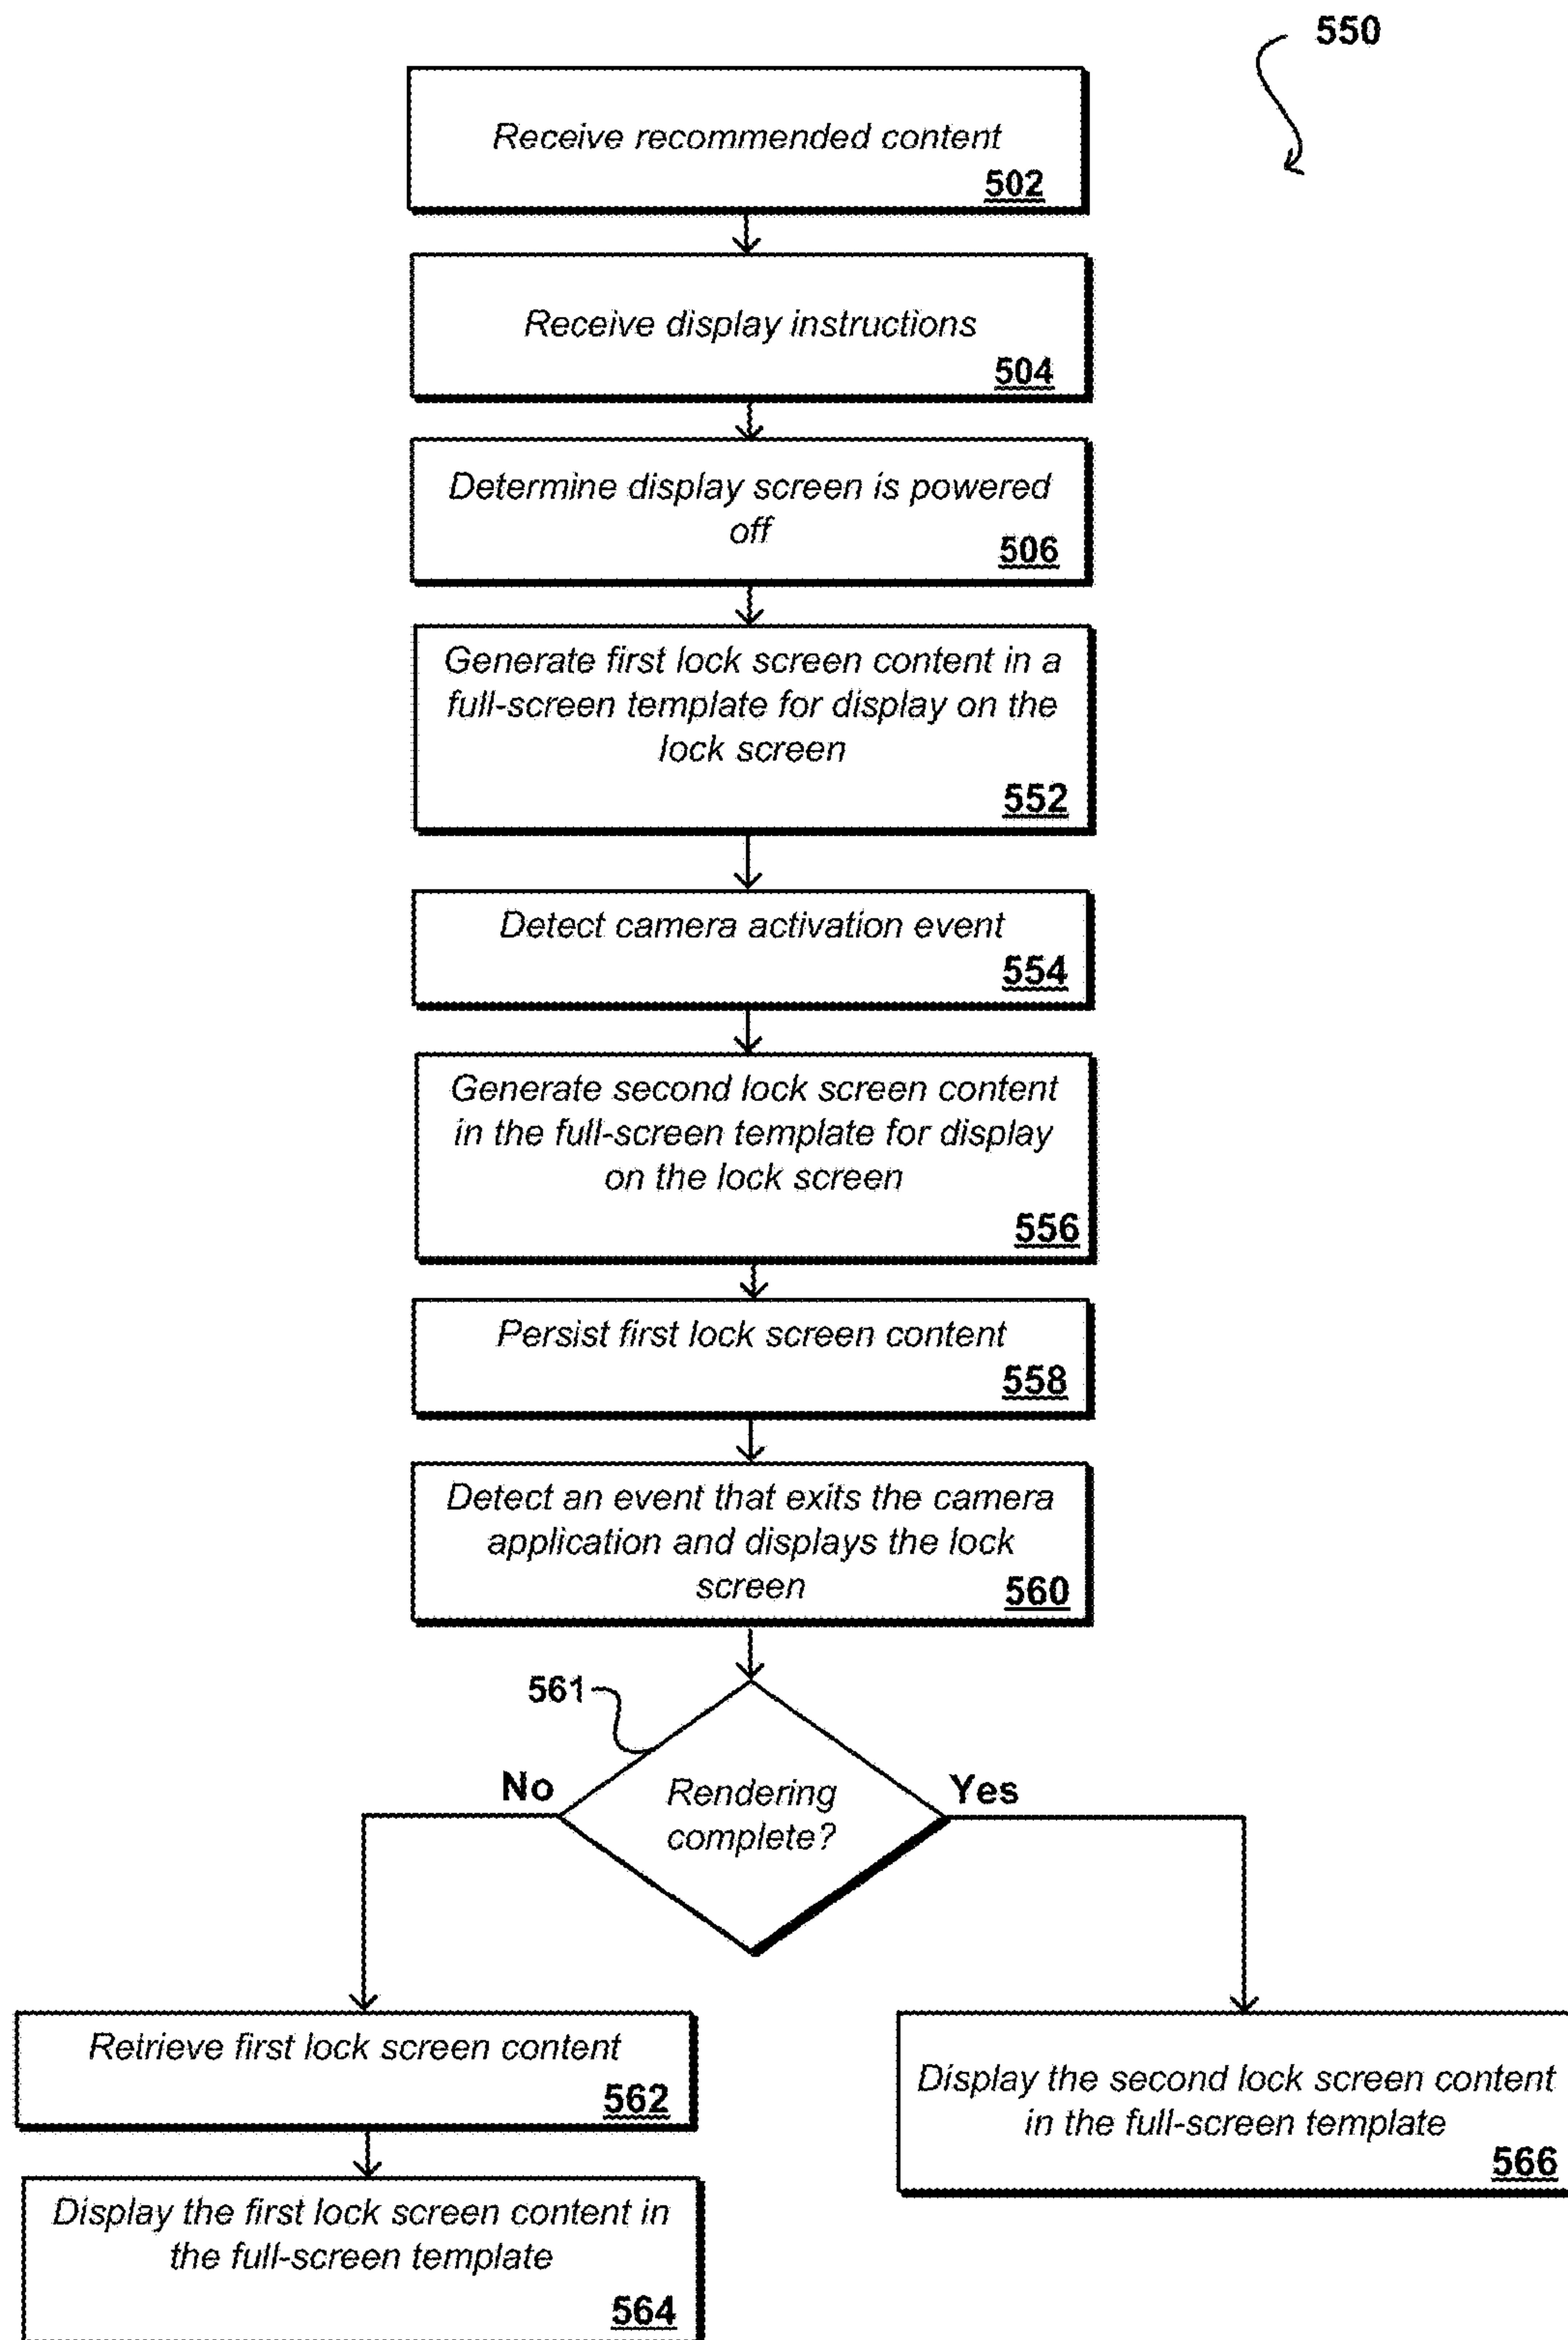 550
Receive recommended content
502
Receive display instructions
504
Determine display screen is powered
off
506
Generate first lock screen content in a
full-screen template for display on the
lock screen
552
Detect camera activation event
554
Generate second lock screen content
in the full-screen template for display
on the lock screen
556
Persist first lock screen content
558
Detect an event that exits the camera
application and displays the lock
screen
560
561
No
Rendering
complete?
Yes
Retrieve first lock screen content
562
Display the first lock screen content in
the full-screen template
564
Display the second lock screen content
in the full-screen template
566